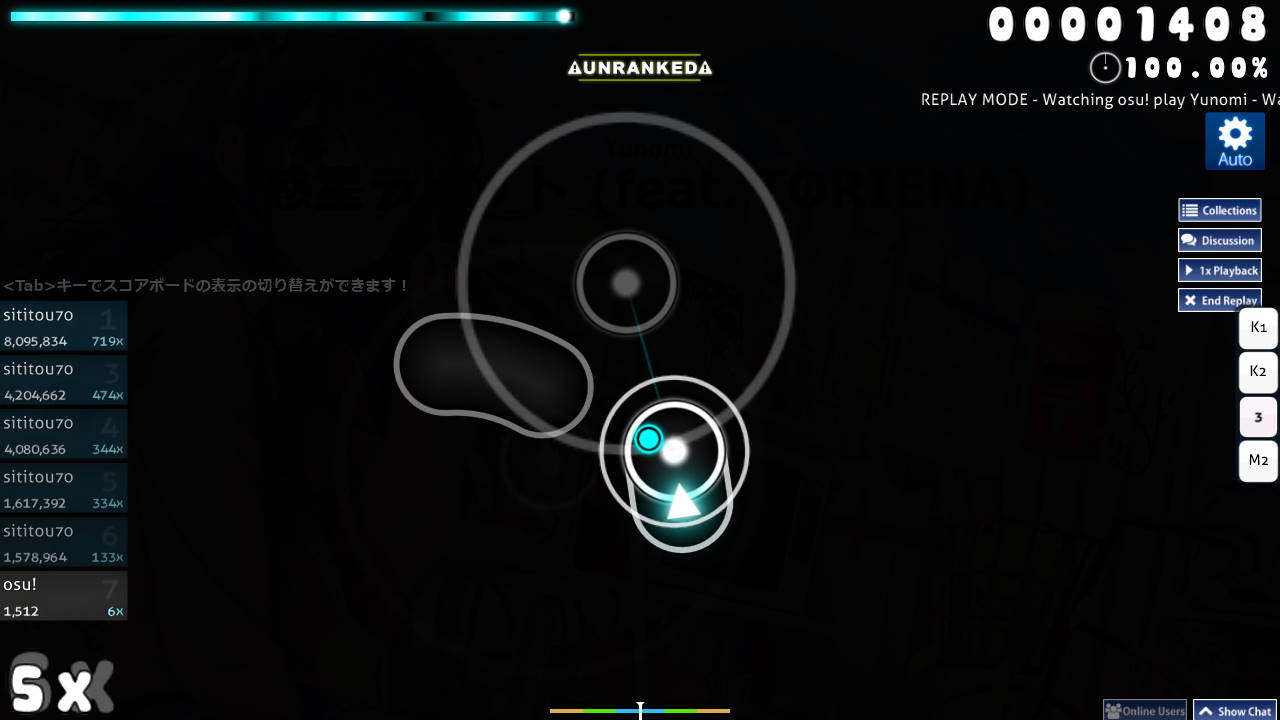 00001408
UNRANKED
100.00%
REPLAY MODE - Watching osu! play Yunomi - Wa
Auto
(feat. TORIENA)
Collections
Discussion
1x Playback
End Replay
<Tab>キーでスコアボードの表示の切り替えができます！
sititou70 1
8,095,834 719x
sititou70 3
4,204,662 474x
sititou70 4
4,080,636 344x
sititou70 5
1,617,392 334x
sititou70 6
1,578,964 133x
osu! 7
1,512 6x
K1
K2
3
M2
5x
Online Users
Show Chat